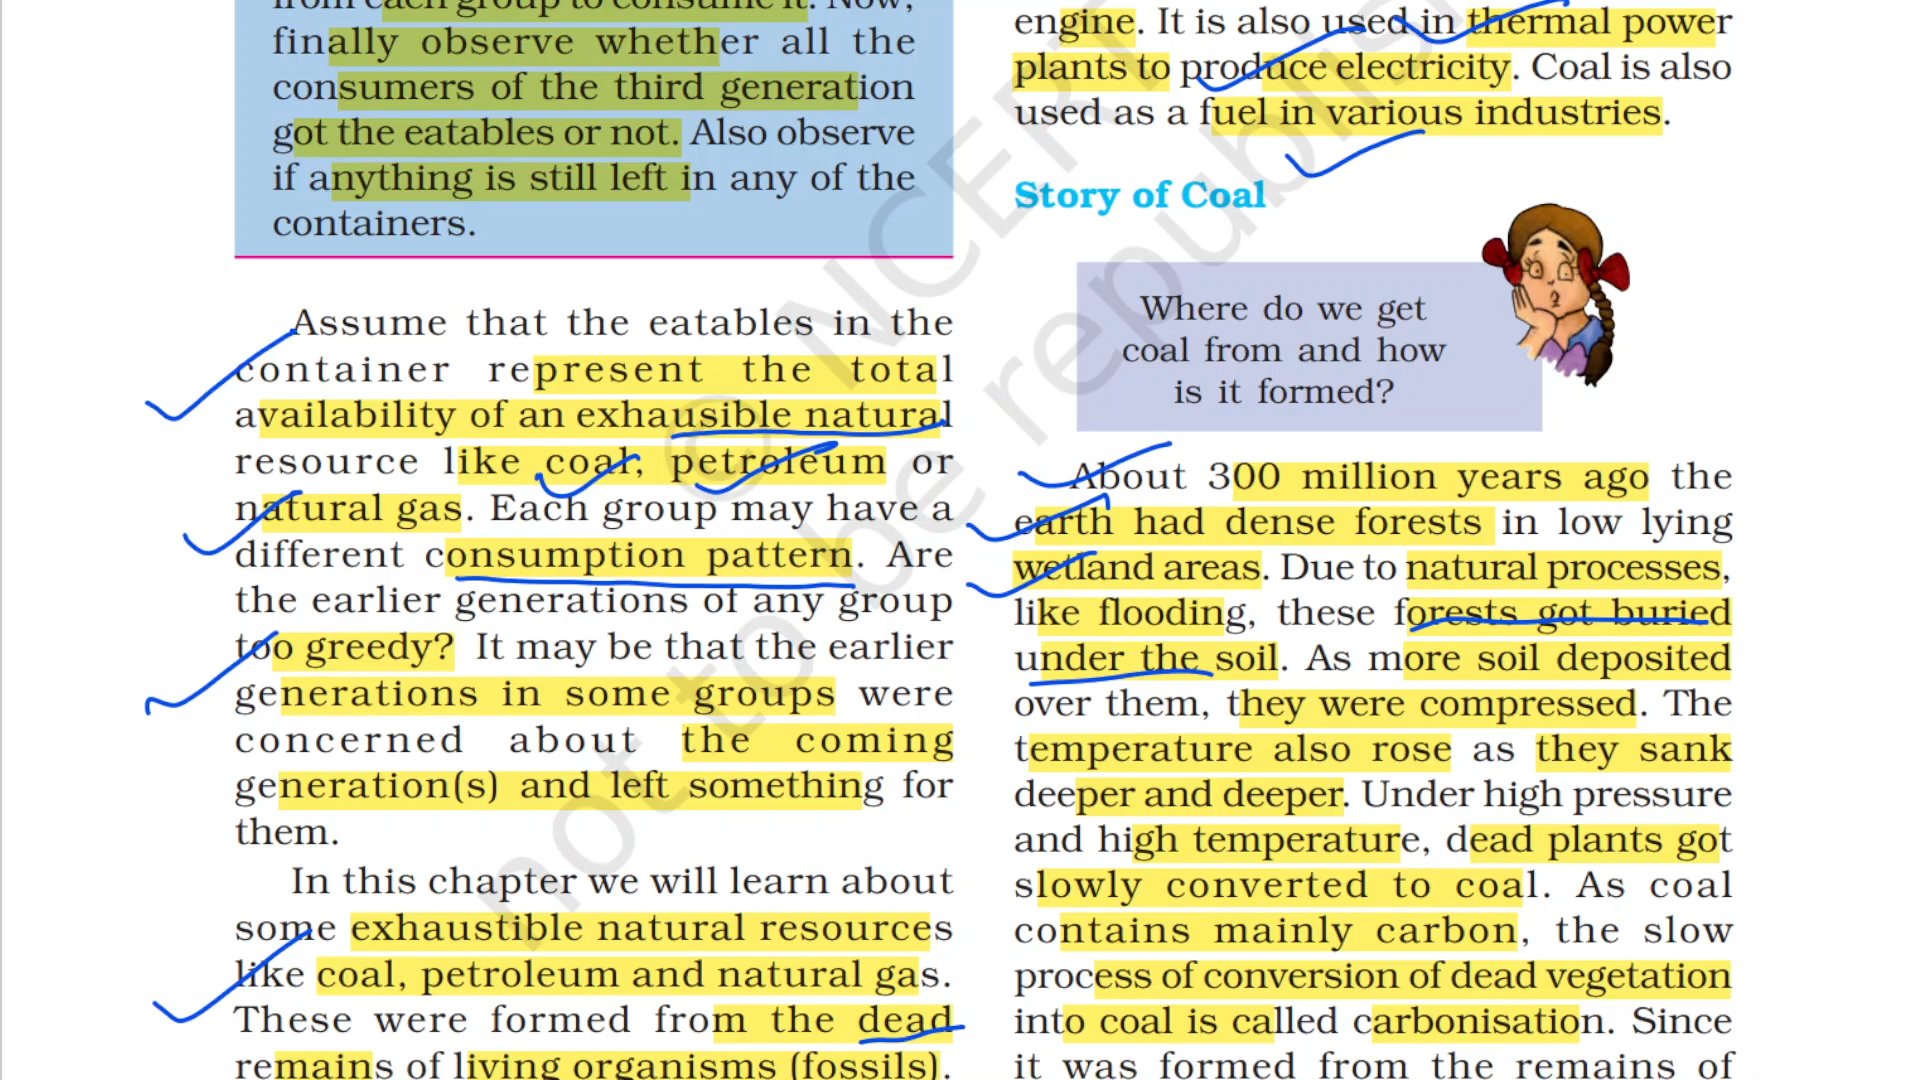 from each group to consume it. Now,
finally observe whether all the
consumers of the third generation
got the eatables or not. Also observe
if anything is still left in any of the
containers.
Assume that the eatables in the
container represent the total
availability of an exhausible natural
resource like coal, petroleum or
natural gas. Each group may have a
different consumption pattern. Are
the earlier generations of any group
too greedy? It may be that the earlier
generations in some groups were
concerned about the coming
generation(s) and left something for
them.
In this chapter we will learn about
some exhaustible natural resources
like coal, petroleum and natural gas.
These were formed from the dead
remains of living organisms (fossils).
engine. It is also used in thermal power
plants to produce electricity. Coal is also
used as a fuel in various industries.
Story of Coal
Where do we get
coal from and how
is it formed?
About 300 million years ago the
earth had dense forests in low lying
wetland areas. Due to natural processes,
like flooding, these forests got buried
under the soil. As more soil deposited
over them, they were compressed. The
temperature also rose as they sank
deeper and deeper. Under high pressure
and high temperature, dead plants got
slowly converted to coal. As coal
contains mainly carbon, the slow
process of conversion of dead vegetation
into coal is called carbonisation. Since
it was formed from the remains of
© NCERT
not to be republis